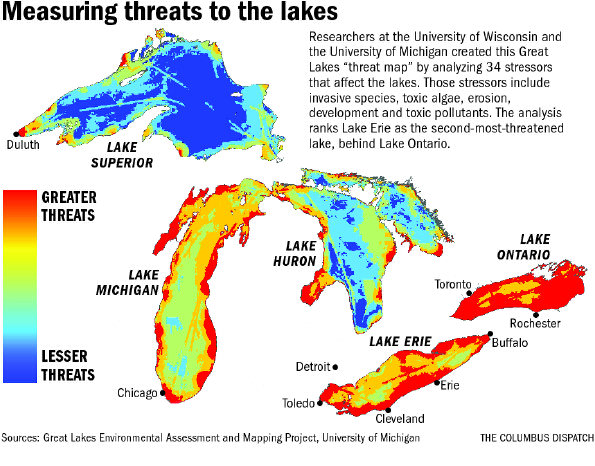 Measuring threats to the lakes
Researchers at the University of Wisconsin and
the University of Michigan created this Great
Lakes “threat map” by analyzing 34 stressors
that affect the lakes. Those stressors include
invasive species, toxic algae, erosion,
development and toxic pollutants. The analysis
ranks Lake Erie as the second-most-threatened
lake, behind Lake Ontario.
Duluth
LAKE
SUPERIOR
GREATER
THREATS
LESSER
THREATS
LAKE
MICHIGAN
Chicago
LAKE
HURON
LAKE
ONTARIO
Toronto
Rochester
LAKE ERIE
Buffalo
Detroit
Erie
Toledo
Cleveland
Sources: Great Lakes Environmental Assessment and Mapping Project, University of Michigan
THE COLUMBUS DISPATCH